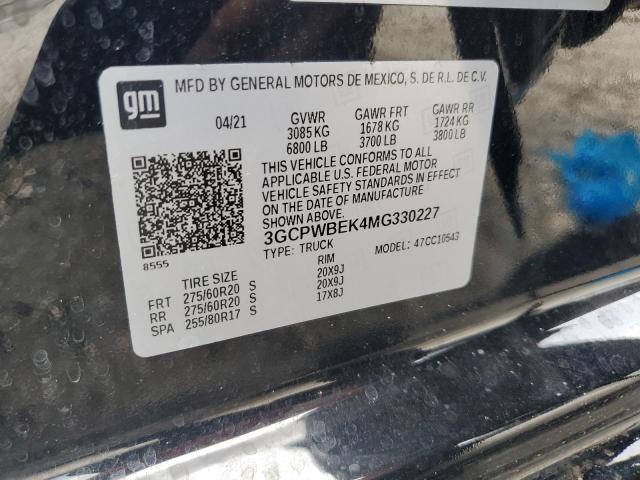 gm
MFD BY GENERAL MOTORS DE MEXICO, S. DE R.L. DE C.V.
04/21 GVWR GAWR FRT GAWR RR
3085 KG 1678 KG 1724 KG
6800 LB 3700 LB 3800 LB
THIS VEHICLE CONFORMS TO ALL
APPLICABLE U.S. FEDERAL MOTOR
VEHICLE SAFETY STANDARDS IN EFFECT
ON THE DATE OF MANUFACTURE
SHOWN ABOVE.
3GCPWBEK4MG330227
TYPE: TRUCK MODEL: 47CC10543
8555
TIRE SIZE RIM
FRT 275/60R20 S 20X9J
RR 275/60R20 S 20X9J
SPA 255/80R17 S 17X8J